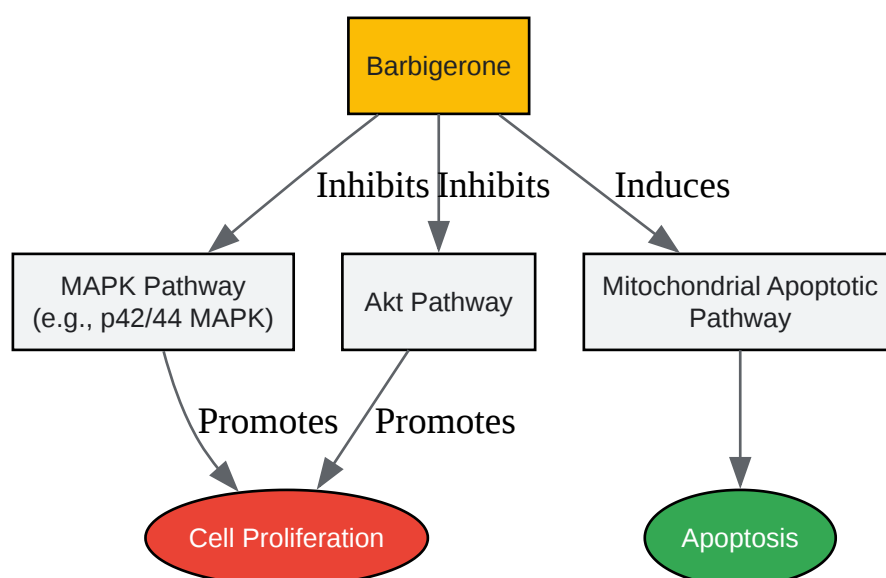 Barbigerone
Inhibits Inhibits Induces
MAPK Pathway
(e.g., p42/44 MAPK)
Akt Pathway
Mitochondrial Apoptotic
Pathway
Promotes Promotes
Cell Proliferation
Apoptosis